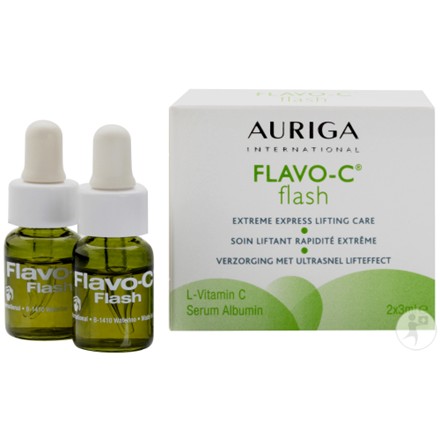 AURIGA
INTERNATIONAL
FLAVO-C®
flash
EXTREME EXPRESS LIFTING CARE
SOIN LIFTANT RAPIDITÉ EXTRÊME
VERZORGING MET ULTRASNEL LIFTEFFECT
L-Vitamin C
Serum Albumin
2x3ml ℮
Flavo-
Flash
Flavo-C
Flash